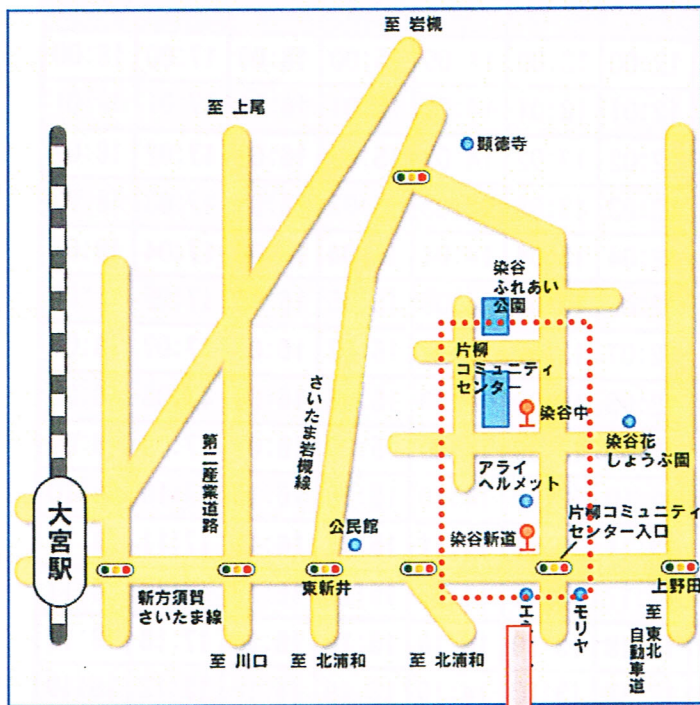 至 岩槻
至 上尾
顕徳寺
染谷
ふれあい
公園
片柳
コミュニティ
センター
さいたま岩槻線
染谷中
第二産業道路
染谷花
しょうぶ園
アライ
ヘルメット
片柳コミュニティ
センター入口
公民館
染谷新道
大宮駅
東新井
上野田
新方須賀
さいたま線
モリヤ
至 東北
自動車道
至 川口
至 北浦和
至 北浦和